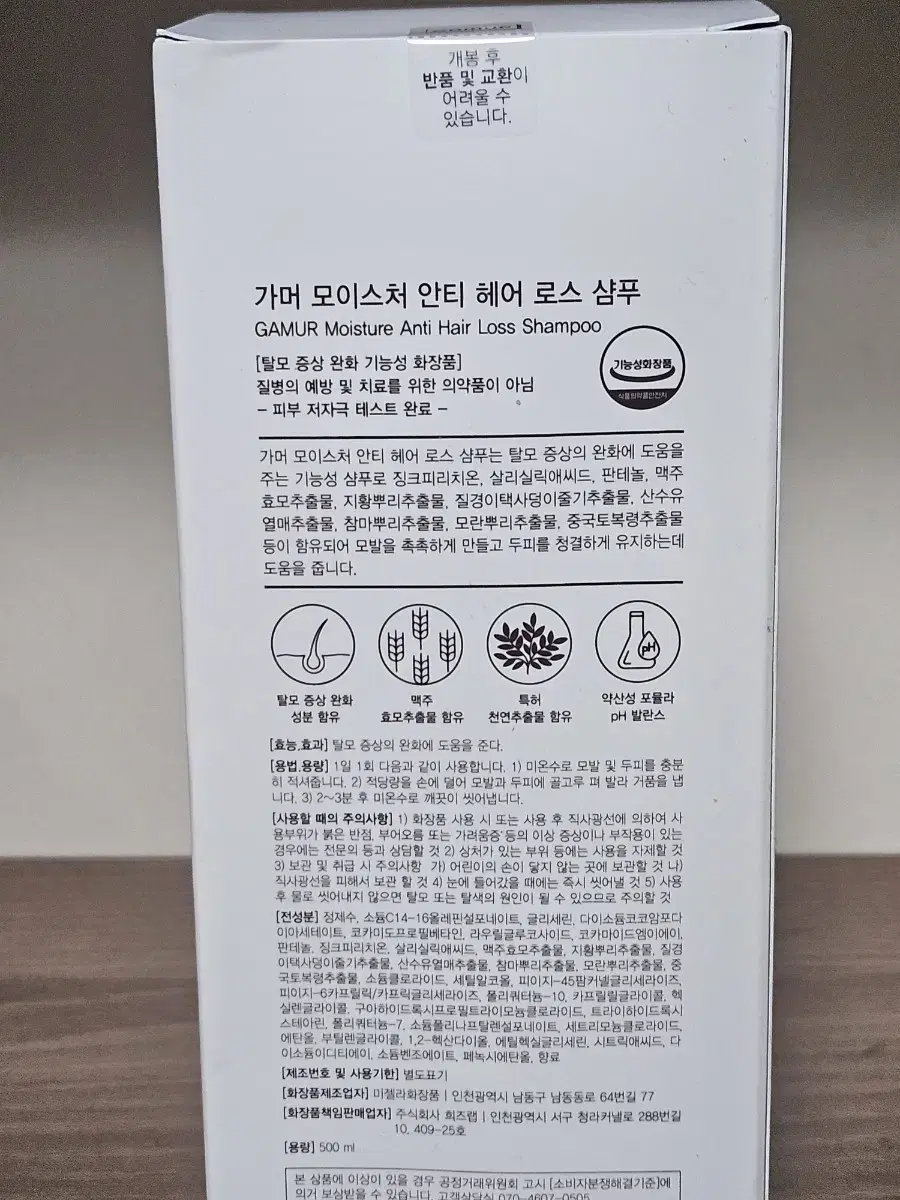 개봉 후
반품 및 교환이
어려울 수
있습니다.
가머 모이스처 안티 헤어 로스 샴푸
GAMUR Moisture Anti Hair Loss Shampoo
[탈모 증상 완화 기능성 화장품]
질병의 예방 및 치료를 위한 의약품이 아님
- 피부 저자극 테스트 완료 -
기능성화장품
식품의약품안전처
가머 모이스처 안티 헤어 로스 샴푸는 탈모 증상의 완화에 도움을
주는 기능성 샴푸로 징크피리치온, 살리실릭애씨드, 판테놀, 맥주
효모추출물, 지황뿌리추출물, 질경이택사덩이줄기추출물, 산수유
열매추출물, 참마뿌리추출물, 모란뿌리추출물, 중국토복령추출물
등이 함유되어 모발을 촉촉하게 만들고 두피를 청결하게 유지하는데
도움을 줍니다.
pH
탈모 증상 완화
성분 함유
맥주
효모추출물 함유
특허
천연추출물 함유
약산성 포뮬라
pH 발란스
[효능.효과] 탈모 증상의 완화에 도움을 준다.
[용법.용량] 1일 1회 다음과 같이 사용합니다. 1) 미온수로 모발 및 두피를 충분
히 적셔줍니다. 2) 적당량을 손에 덜어 모발과 두피에 골고루 펴 발라 거품을 냅
니다. 3) 2~3분 후 미온수로 깨끗이 씻어냅니다.
[사용할 때의 주의사항] 1) 화장품 사용 시 또는 사용 후 직사광선에 의하여 사
용부위가 붉은 반점, 부어오름 또는 가려움증 등의 이상 증상이나 부작용이 있는
경우에는 전문의 등과 상담할 것 2) 상처가 있는 부위 등에는 사용을 자제할 것
3) 보관 및 취급 시 주의사항 가) 어린이의 손이 닿지 않는 곳에 보관할 것 나)
직사광선을 피해서 보관 할 것 4) 눈에 들어갔을 때에는 즉시 씻어낼 것 5) 사용
후 물로 씻어내지 않으면 탈모 또는 탈색의 원인이 될 수 있으므로 주의할 것
[전성분] 정제수, 소듐C14-16올레핀설포네이트, 글리세린, 다이소듐코코암포다
이아세테이트, 코카미도프로필베타인, 라우릴글루코사이드, 코카마이드엠이에이,
판테놀, 징크피리치온, 살리실릭애씨드, 맥주효모추출물, 지황뿌리추출물, 질경
이택사덩이줄기추출물, 산수유열매추출물, 참마뿌리추출물, 모란뿌리추출물, 중
국토복령추출물, 소듐클로라이드, 세틸알코올, 피이지-45팜커넬글리세라이즈,
피이지-6카프릴릭/카프릭글리세라이즈, 폴리쿼터늄-10, 카프릴릴글라이콜, 헥
실렌글라이콜, 구아하이드록시프로필트라이모늄클로라이드, 트라이하이드록시
스테아린, 폴리쿼터늄-7, 소듐폴리나프탈렌설포네이트, 세트리모늄클로라이드,
에탄올, 부틸렌글라이콜, 1,2-헥산다이올, 에틸헥실글리세린, 시트릭애씨드, 다
이소듐이디티에이, 소듐벤조에이트, 페녹시에탄올, 향료
[제조번호 및 사용기한] 별도표기
[화장품제조업자] 미젤라화장품 | 인천광역시 남동구 남동동로 64번길 77
[화장품책임판매업자] 주식회사 희즈랩 | 인천광역시 서구 청라커낼로 288번길
10, 409-25호
[용량] 500 ml
본 상품에 이상이 있을 경우 공정거래위원회 고시 [소비자분쟁해결기준]에
의거 보상받을 수 있습니다. 고객상담실 070-4607-0505